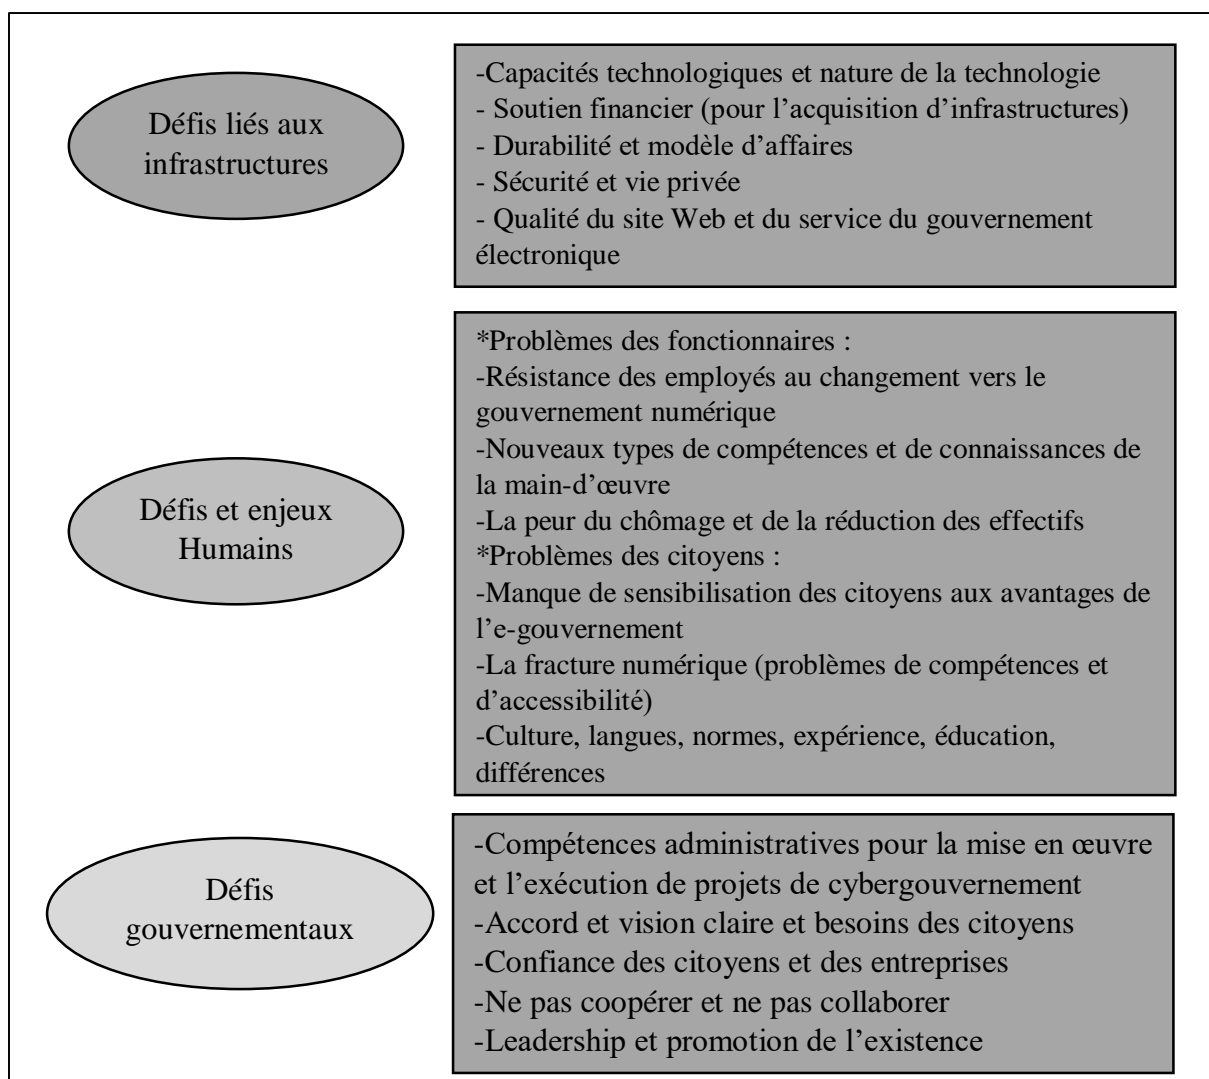 Défis liés aux
infrastructures
-Capacités technologiques et nature de la technologie
- Soutien financier (pour l’acquisition d’infrastructures)
- Durabilité et modèle d’affaires
- Sécurité et vie privée
- Qualité du site Web et du service du gouvernement
électronique
Défis et enjeux
Humains
*Problèmes des fonctionnaires :
-Résistance des employés au changement vers le
gouvernement numérique
-Nouveaux types de compétences et de connaissances de
la main-d’œuvre
-La peur du chômage et de la réduction des effectifs
*Problèmes des citoyens :
-Manque de sensibilisation des citoyens aux avantages de
l’e-gouvernement
-La fracture numérique (problèmes de compétences et
d’accessibilité)
-Culture, langues, normes, expérience, éducation,
différences
Défis
gouvernementaux
-Compétences administratives pour la mise en œuvre
et l’exécution de projets de cybergouvernement
-Accord et vision claire et besoins des citoyens
-Confiance des citoyens et des entreprises
-Ne pas coopérer et ne pas collaborer
-Leadership et promotion de l’existence